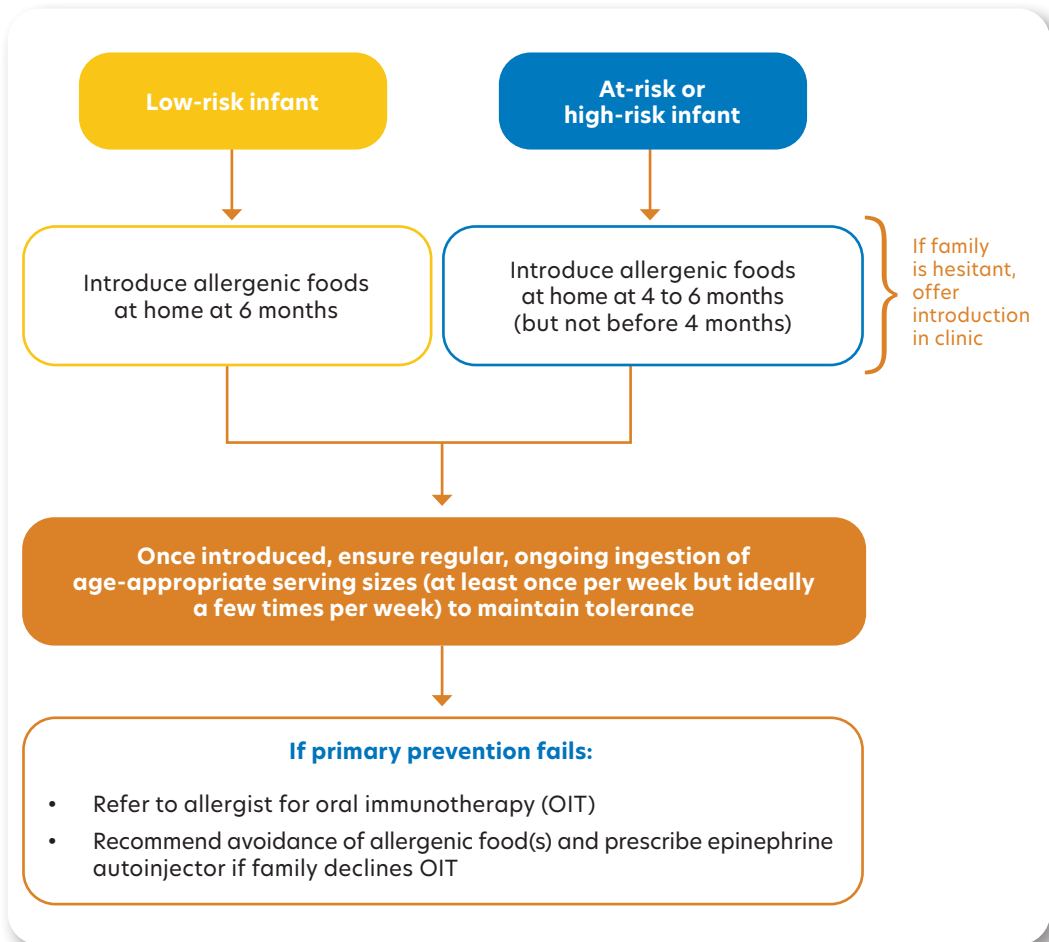 Low-risk infant
At-risk or
high-risk infant
Introduce allergenic foods
at home at 6 months
Introduce allergenic foods
at home at 4 to 6 months
(but not before 4 months)
If family
is hesitant,
offer
introduction
in clinic
Once introduced, ensure regular, ongoing ingestion of
age-appropriate serving sizes (at least once per week but ideally
a few times per week) to maintain tolerance
If primary prevention fails:
• Refer to allergist for oral immunotherapy (OIT)
• Recommend avoidance of allergenic food(s) and prescribe epinephrine
autoinjector if family declines OIT